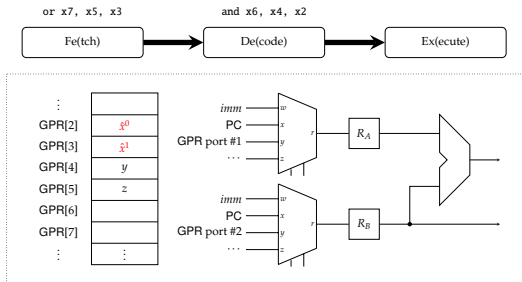 or x7, x5, x3
and x6, x4, x2
Fe(tch)
De(code)
Ex(ecute)
⋮
GPR[2] x̂⁰
GPR[3] x̂¹
GPR[4] y
GPR[5] z
GPR[6]
GPR[7]
⋮ ⋮
imm w
PC x
GPR port #1 y
⋯ z
r
R_A
imm w
PC x
GPR port #2 y
⋯ z
r
R_B